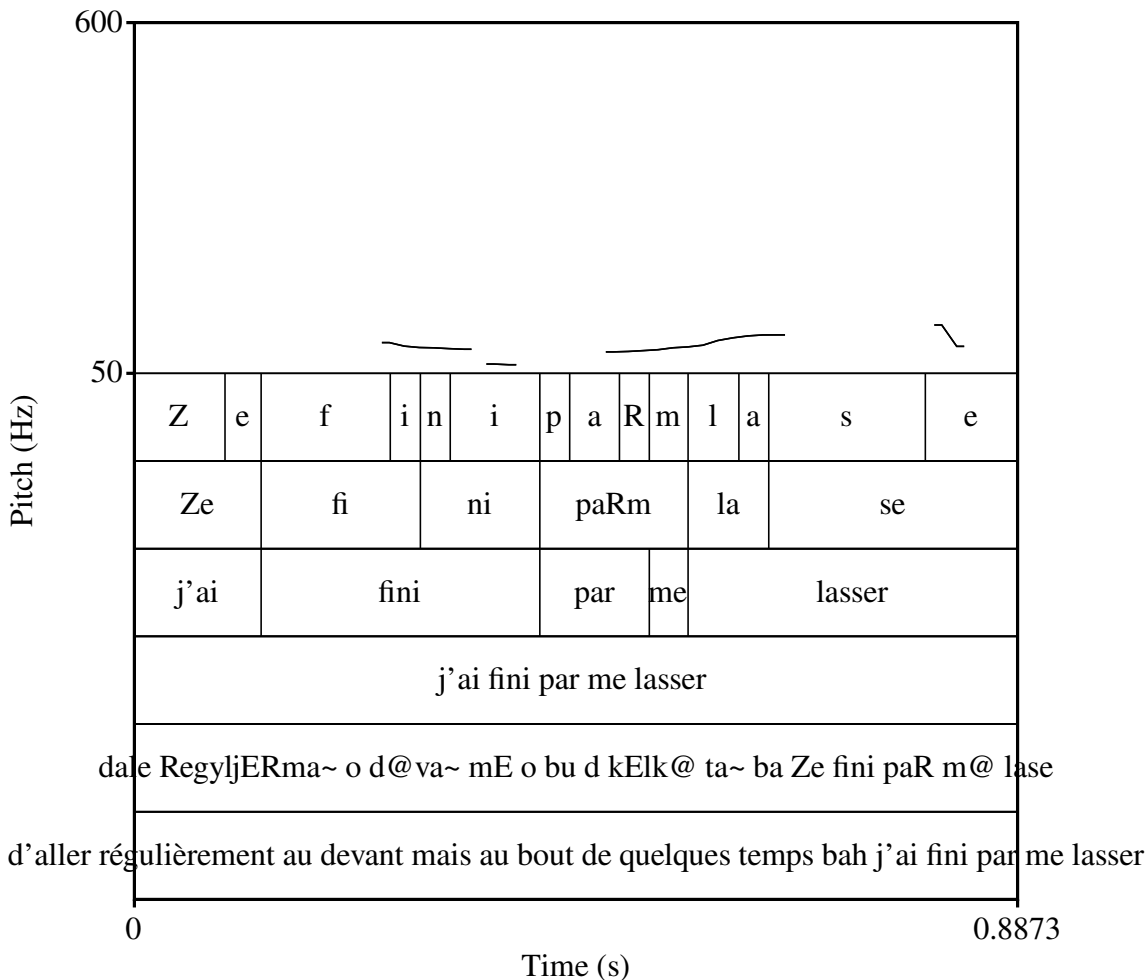 600
50
Pitch (Hz)
Z e f i n i p a R m l a s e
Ze fi ni paRm la se
j'ai fini par me lasser
j'ai fini par me lasser
dale RegyljERma~ o d@va~ mE o bu d kElk@ ta~ ba Ze fini paR m@ lase
d'aller régulièrement au devant mais au bout de quelques temps bah j'ai fini par me lasser
0 0.8873
Time (s)